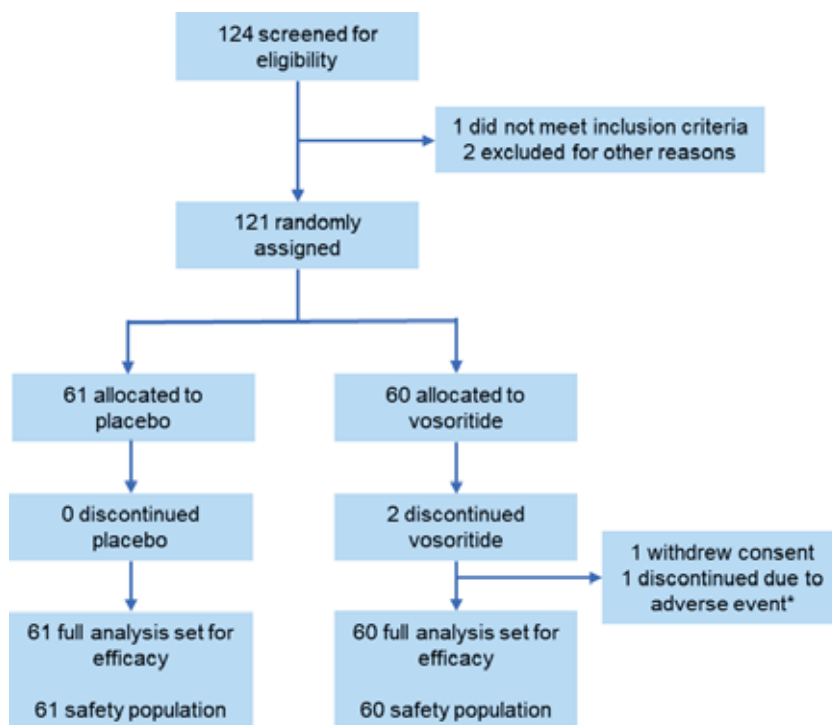 124 screened for
eligibility
1 did not meet inclusion criteria
2 excluded for other reasons
121 randomly
assigned
61 allocated to
placebo
60 allocated to
vosoritide
0 discontinued
placebo
2 discontinued
vosoritide
1 withdrew consent
1 discontinued due to
adverse event*
61 full analysis set for
efficacy
61 safety population
60 full analysis set for
efficacy
60 safety population